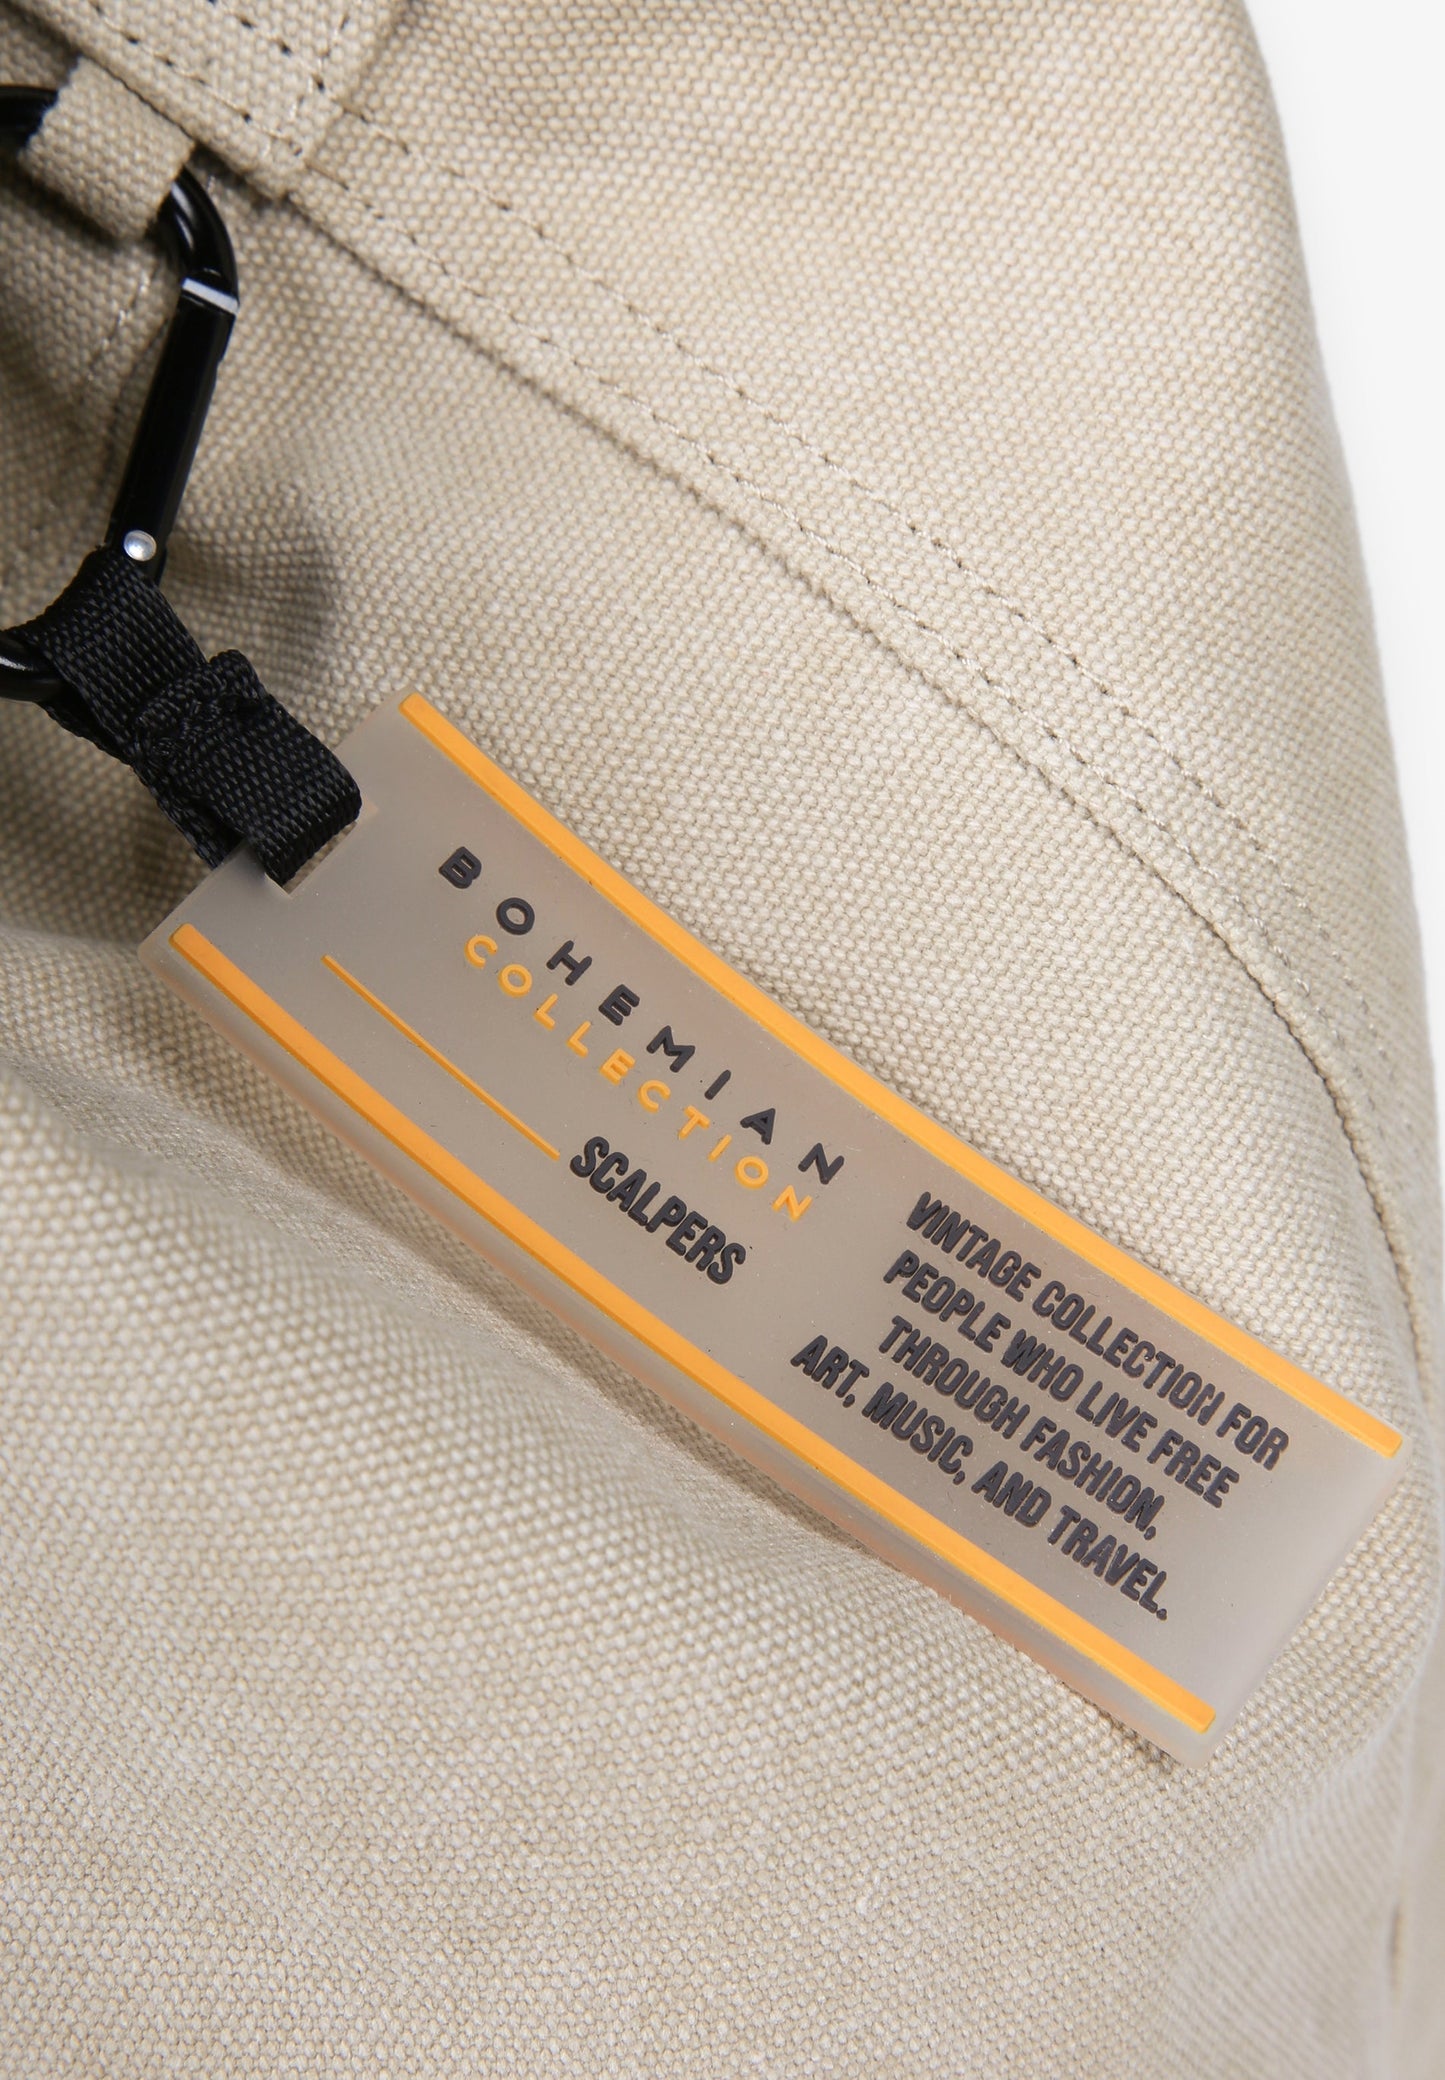 BOHEMIAN
COLLECTION
SCALPERS
VINTAGE COLLECTION FOR
PEOPLE WHO LIVE FREE
THROUGH FASHION,
ART, MUSIC, AND TRAVEL.